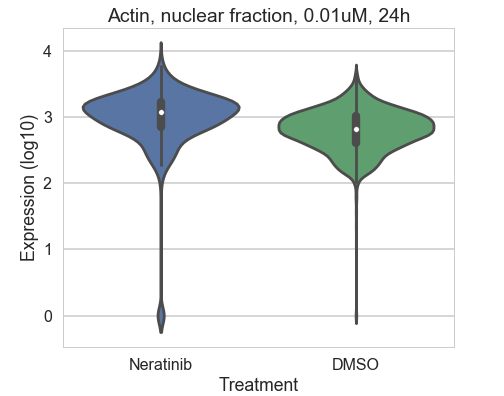 Actin, nuclear fraction, 0.01uM, 24h
Expression (log10)
4
3
2
1
0
Neratinib DMSO
Treatment